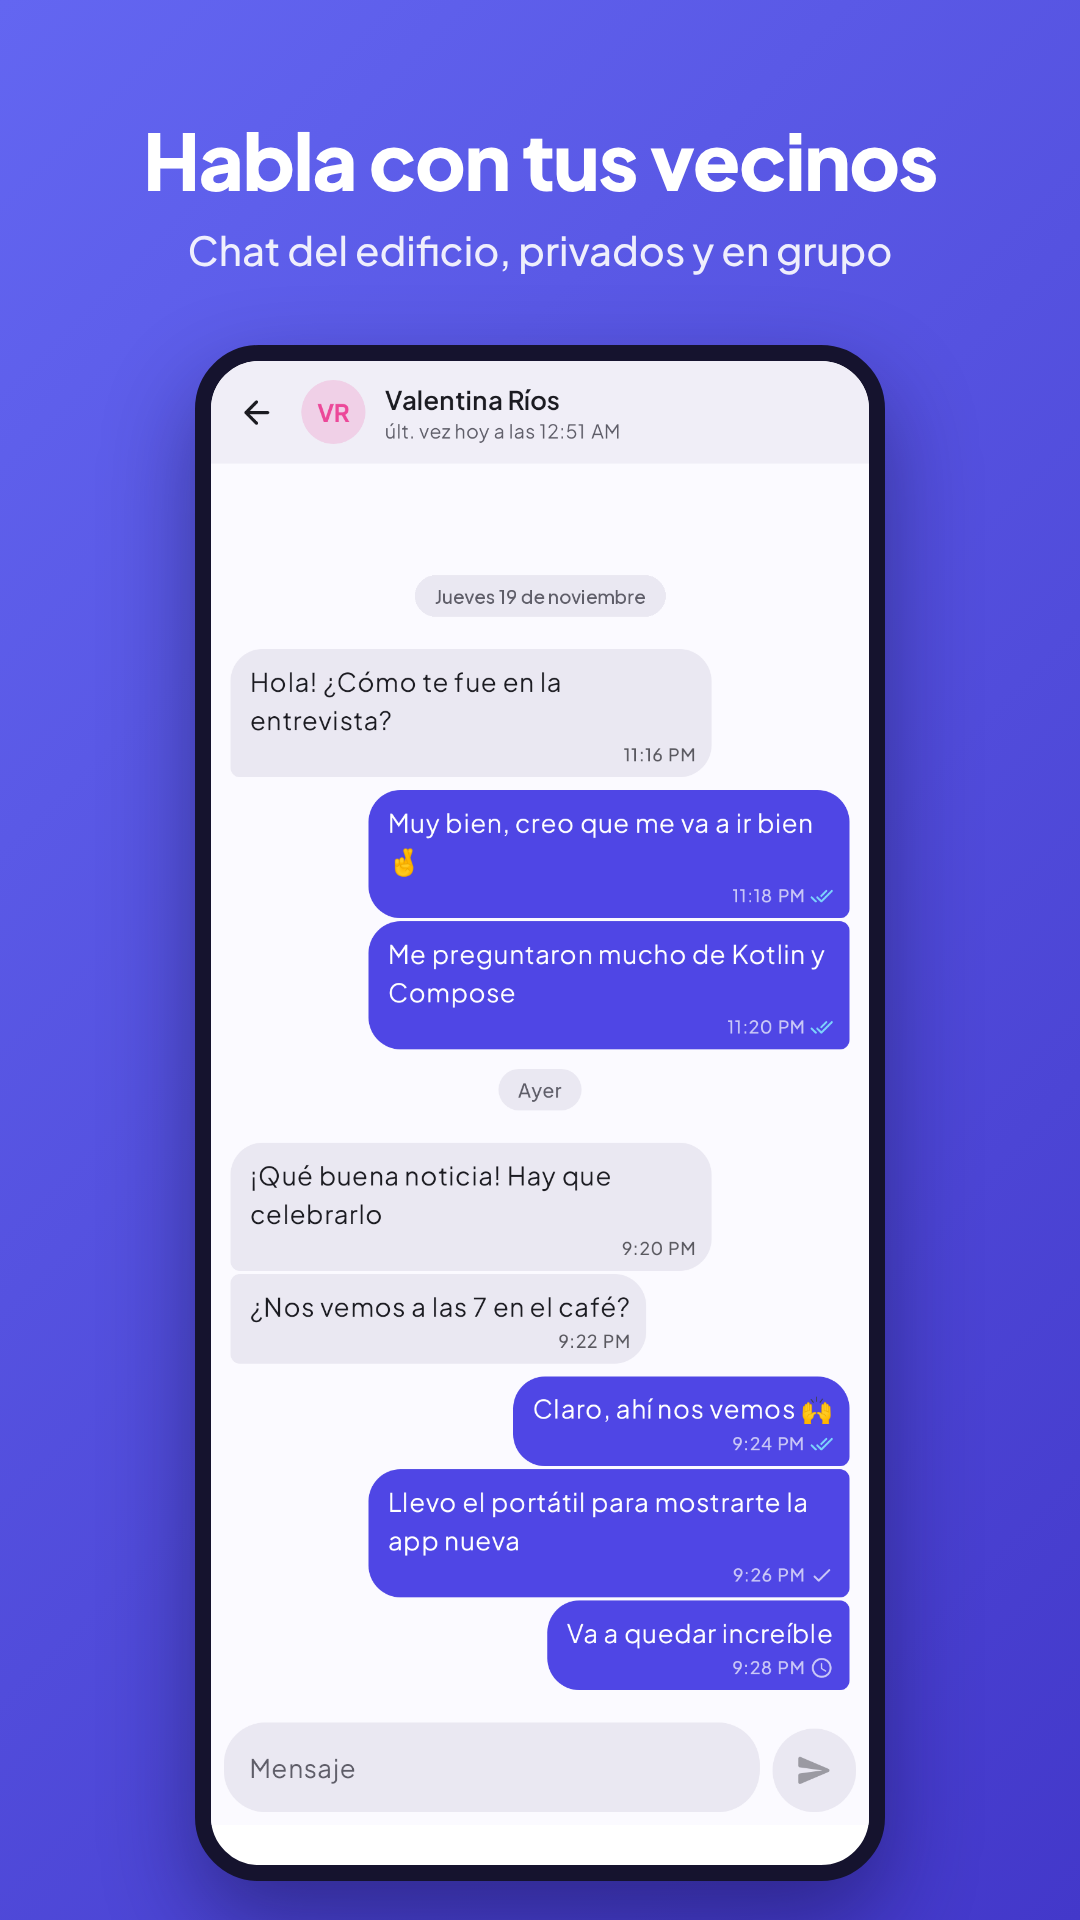 Habla con tus vecinos
Chat del edificio, privados y en grupo
VR
Valentina Ríos
últ. vez hoy a las 12:51 AM
Jueves 19 de noviembre
Hola! ¿Cómo te fue en la
entrevista?
11:16 PM
Muy bien, creo que me va a ir bien
🤞
11:18 PM
Me preguntaron mucho de Kotlin y
Compose
11:20 PM
Ayer
¡Qué buena noticia! Hay que
celebrarlo
9:20 PM
¿Nos vemos a las 7 en el café?
9:22 PM
Claro, ahí nos vemos 🙌
9:24 PM
Llevo el portátil para mostrarte la
app nueva
9:26 PM
Va a quedar increíble
9:28 PM
Mensaje